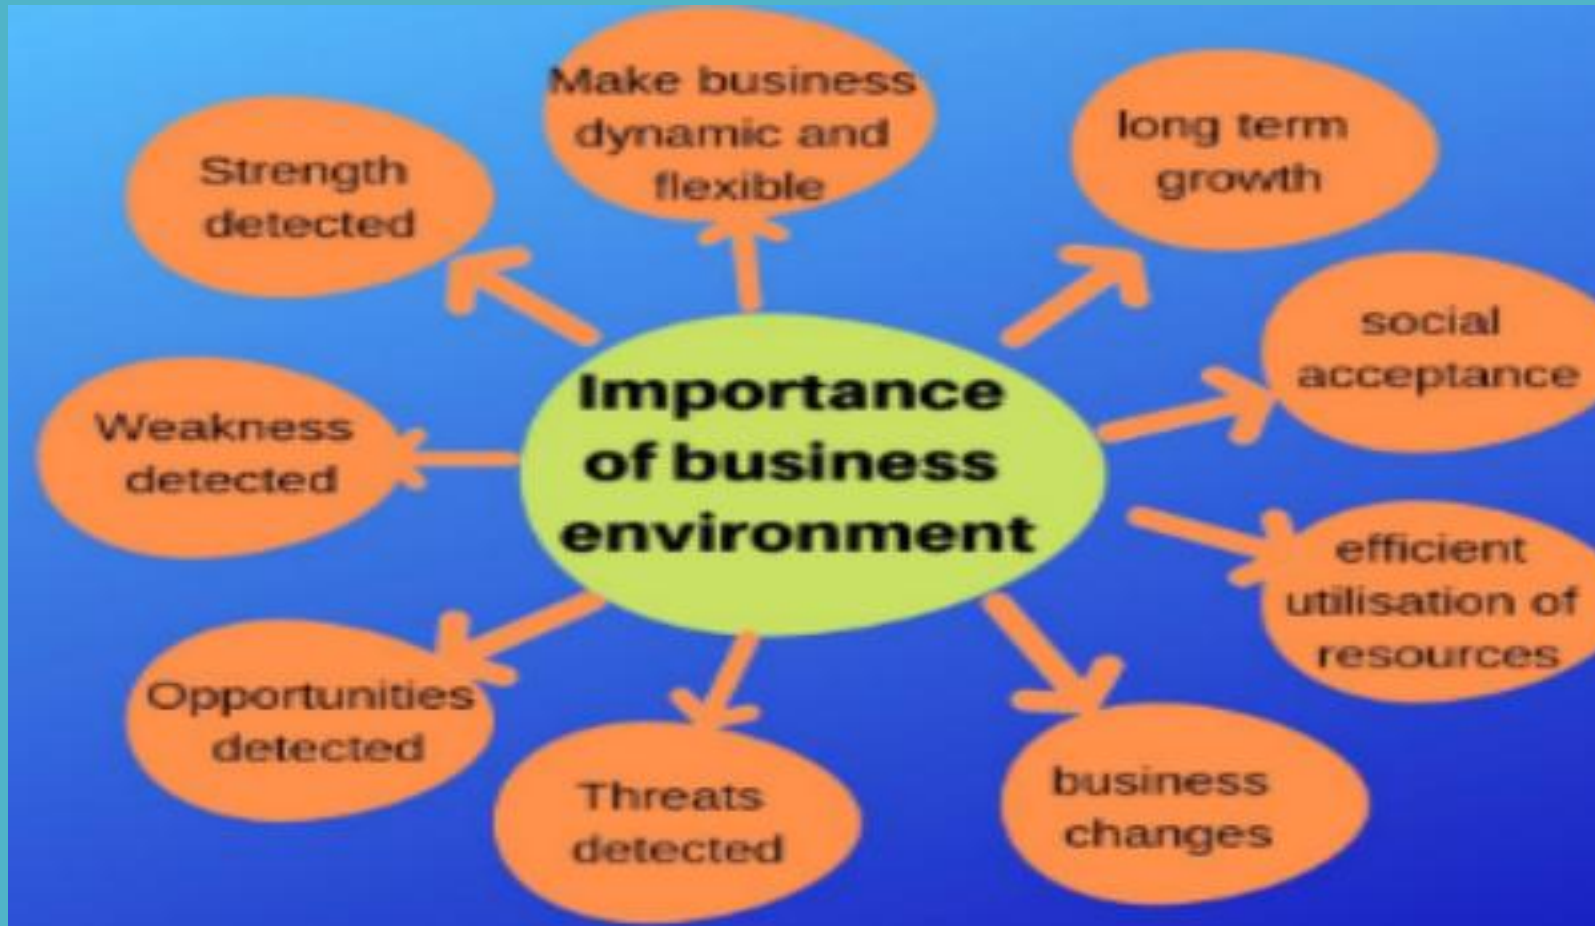 Importance
of business
environment
Make business
dynamic and
flexible
long term
growth
social
acceptance
efficient
utilisation of
resources
business
changes
Threats
detected
Opportunities
detected
Weakness
detected
Strength
detected